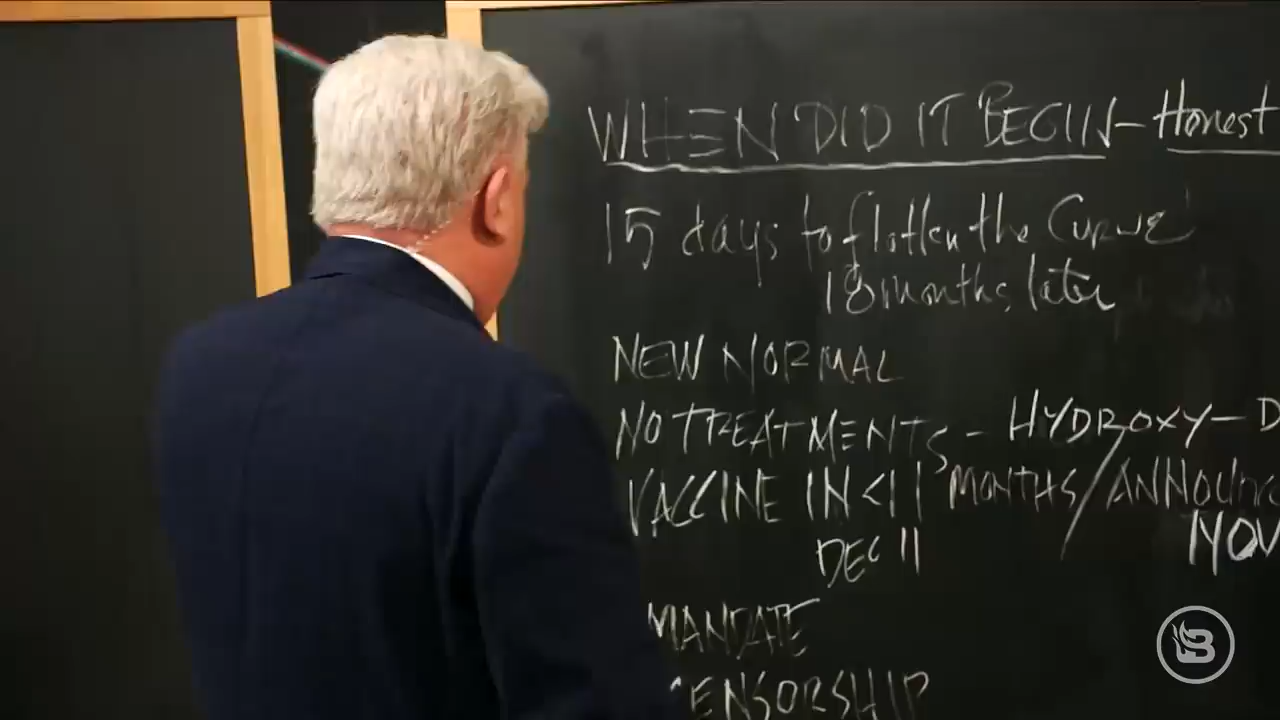 WHEN DID IT BEGIN - Honest
15 days to flatten the Curve
18 months later
NEW NORMAL
NO TREATMENTS - HYDROXY - D
VACCINE IN <11 MONTHS / ANNOUNC
DEC 11 NOV
MANDATE
CENSORSHIP